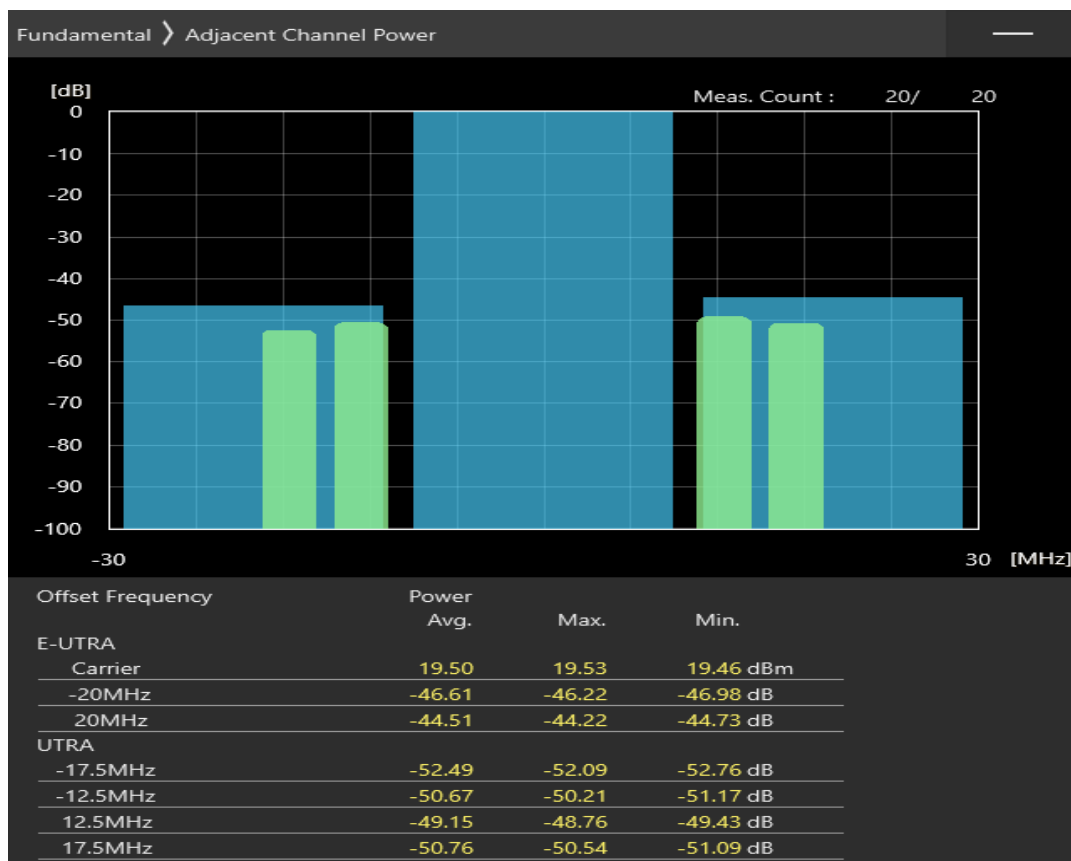 Fundamental 〉 Adjacent Channel Power
[dB]
Meas. Count : 20/ 20
0
-10
-20
-30
-40
-50
-60
-70
-80
-90
-100
-30 30 [MHz]
Offset Frequency Power
Avg. Max. Min.
E-UTRA
Carrier 19.50 19.53 19.46 dBm
-20MHz -46.61 -46.22 -46.98 dB
20MHz -44.51 -44.22 -44.73 dB
UTRA
-17.5MHz -52.49 -52.09 -52.76 dB
-12.5MHz -50.67 -50.21 -51.17 dB
12.5MHz -49.15 -48.76 -49.43 dB
17.5MHz -50.76 -50.54 -51.09 dB